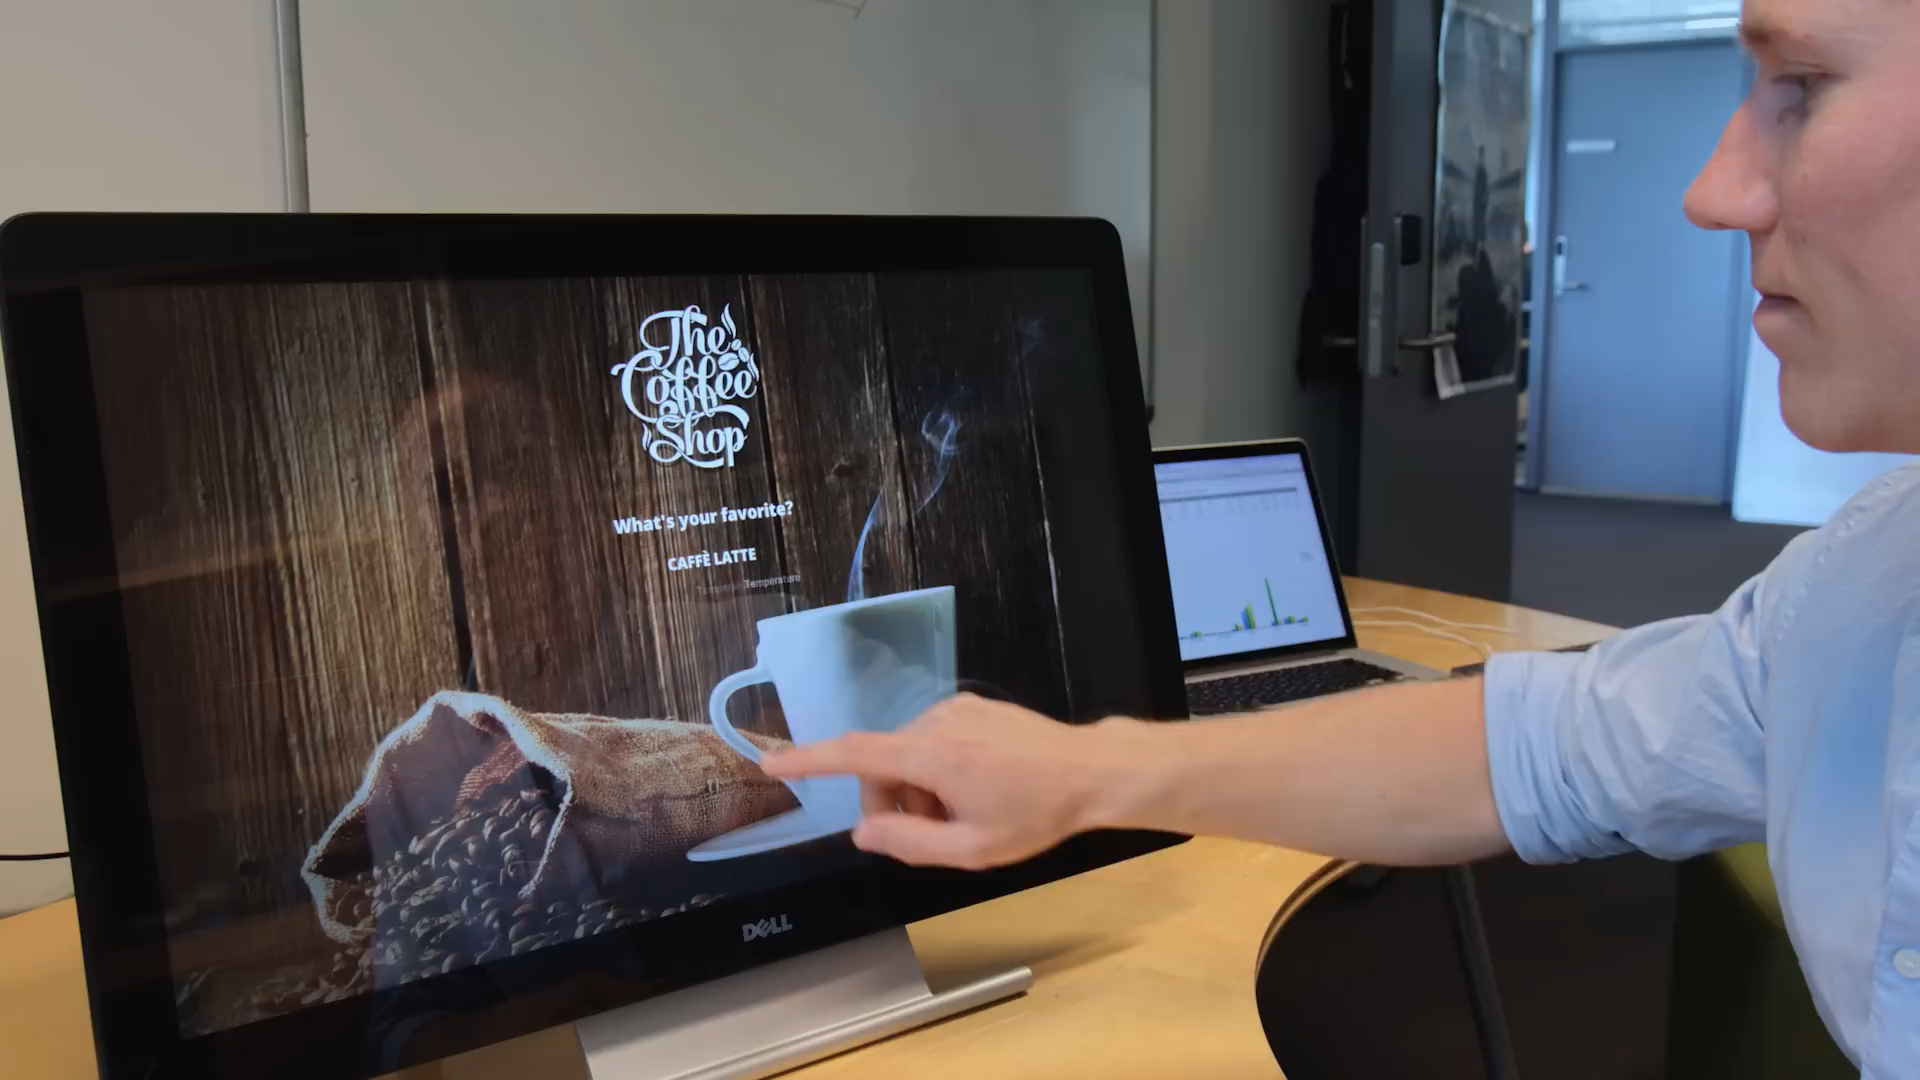 The
Coffee
Shop
What's your favorite?
CAFFÈ LATTE
Temperature
DELL